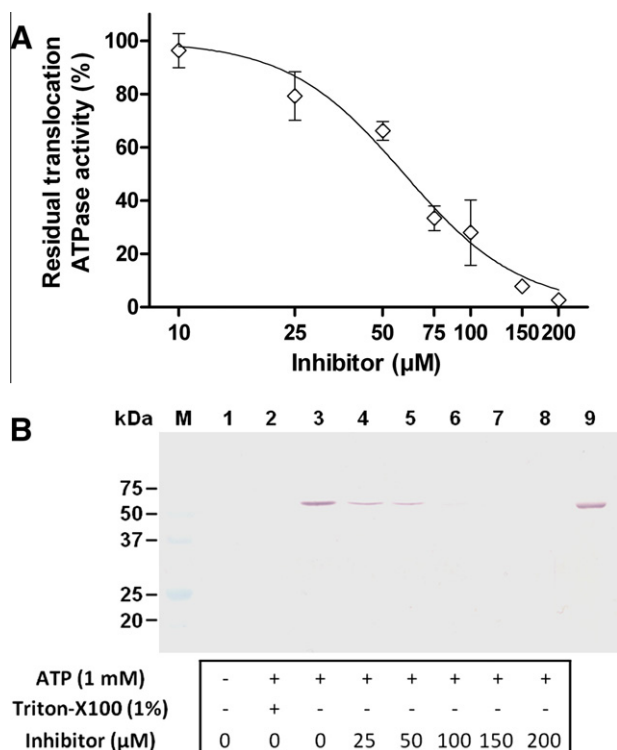 A
Residual translocation
ATPase activity (%)
100
80
60
40
20
0
10 25 50 75 100 150 200
Inhibitor (µM)
B
kDa M 1 2 3 4 5 6 7 8 9
75
50
37
25
20
ATP (1 mM) - + + + + + + +
Triton-X100 (1%) - + - - - - - -
Inhibitor (µM) 0 0 0 25 50 100 150 200